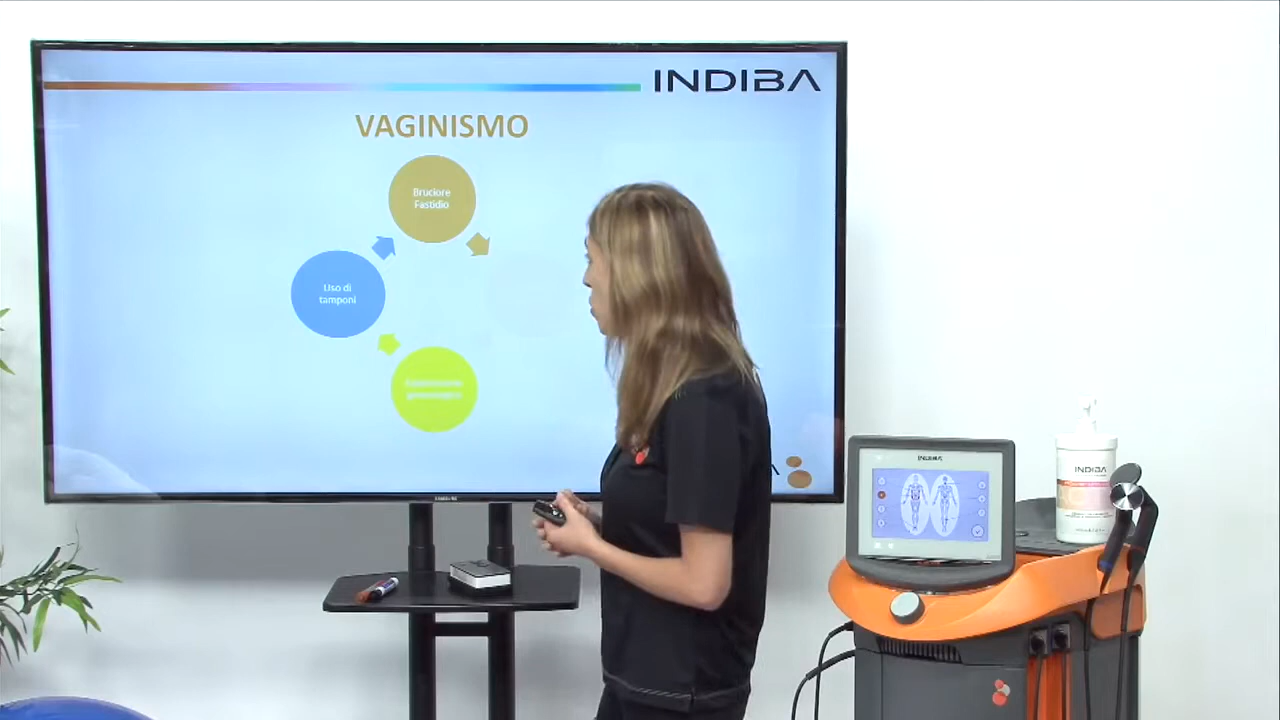 INDIBA
VAGINISMO
Bruciore
Fastidio
Uso di
tamponi
INDIBA
INDIBA